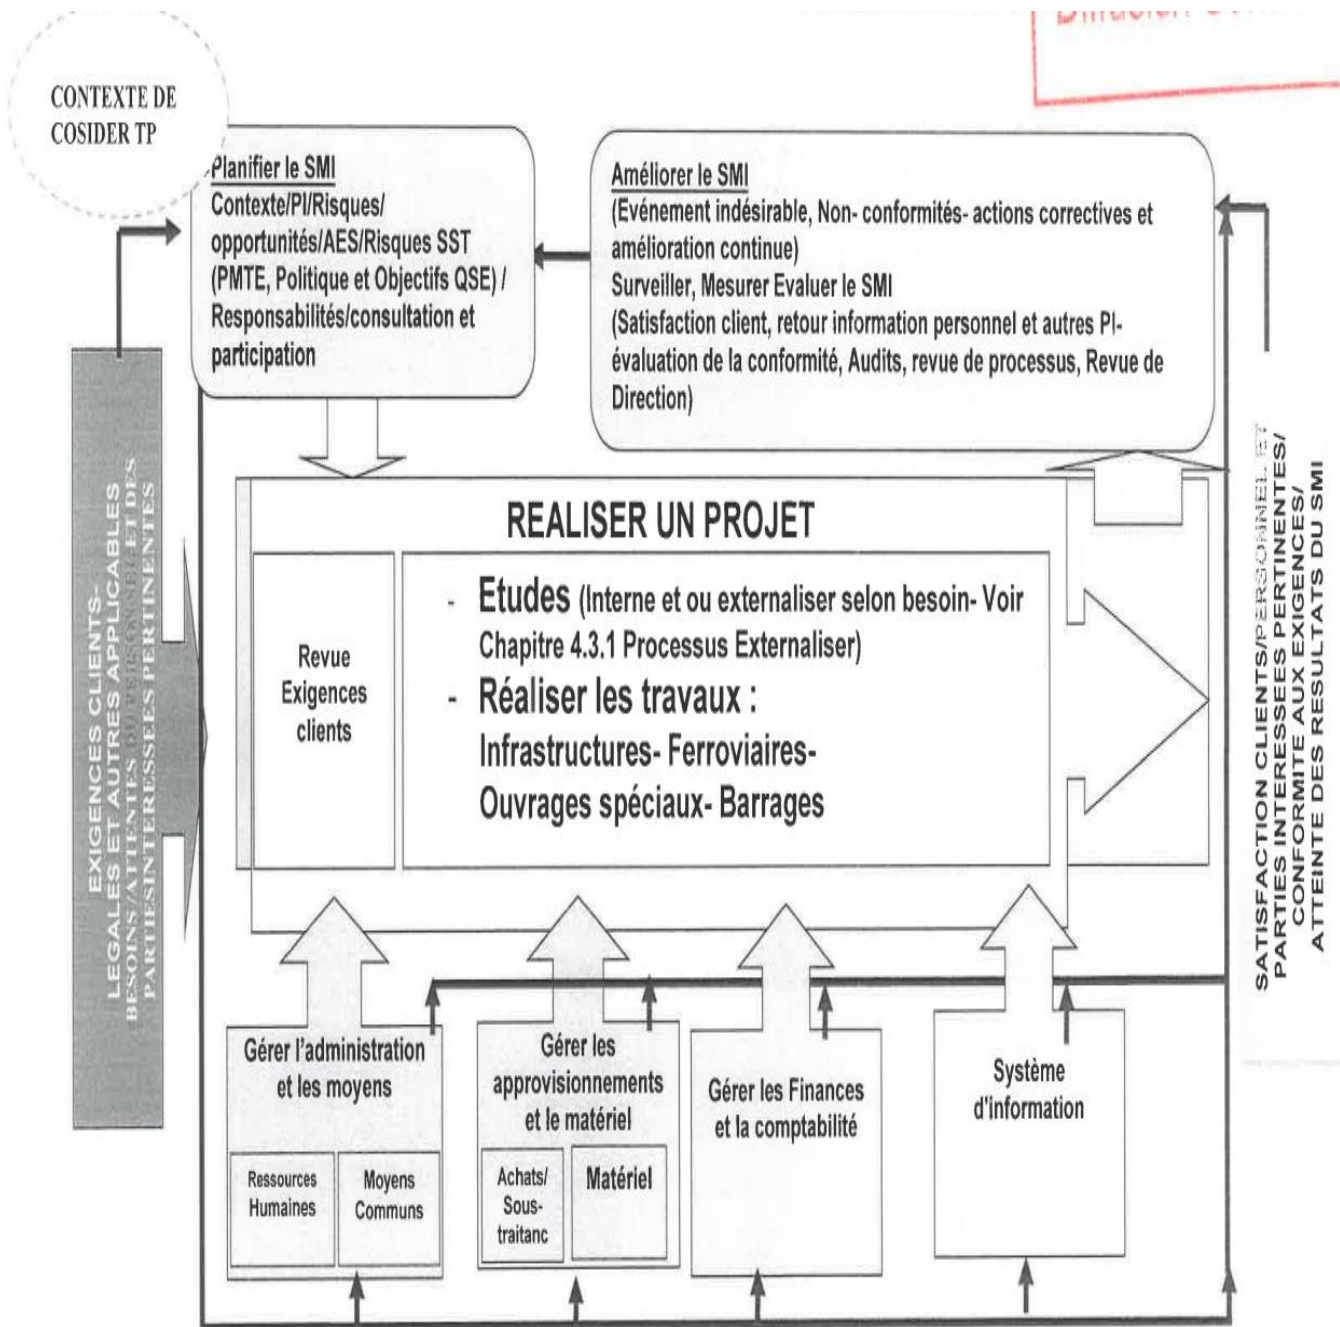 CONTEXTE DE
COSIDER TP
Planifier le SMI
Contexte/PI/Risques/
opportunités/AES/Risques SST
(PMTE, Politique et Objectifs QSE) /
Responsabilités/consultation et
participation
Améliorer le SMI
(Evénement indésirable, Non- conformités- actions correctives et
amélioration continue)
Surveiller, Mesurer Evaluer le SMI
(Satisfaction client, retour information personnel et autres PI-
évaluation de la conformité, Audits, revue de processus, Revue de
Direction)
EXIGENCES CLIENTS-
LEGALES ET AUTRES APPLICABLES
BESOINS/ATTENTES DU PERSONNEL ET DES
PARTIES INTERESSEES PERTINENTES
REALISER UN PROJET
Revue
Exigences
clients
- Etudes (Interne et ou externaliser selon besoin- Voir
Chapitre 4.3.1 Processus Externaliser)
- Réaliser les travaux :
Infrastructures- Ferroviaires-
Ouvrages spéciaux- Barrages
SATISFACTION CLIENTS/PERSONNEL ET
PARTIES INTERESSEES PERTINENTES/
CONFORMITE AUX EXIGENCES/
ATTEINTE DES RESULTATS DU SMI
Gérer l'administration
et les moyens
Ressources
Humaines
Moyens
Communs
Gérer les
approvisionnements
et le matériel
Achats/
Sous-
traitanc
Matériel
Gérer les Finances
et la comptabilité
Système
d'information